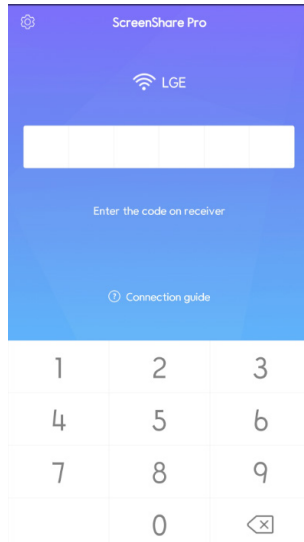 ScreenShare Pro
LGE
Enter the code on receiver
? Connection guide
1 2 3
4 5 6
7 8 9
0